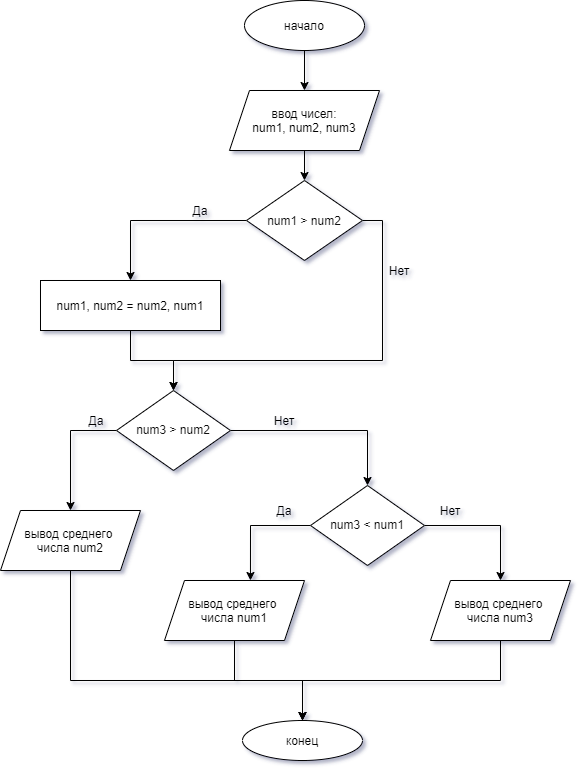 начало
ввод чисел:
num1, num2, num3
num1 > num2
Да
Нет
num1, num2 = num2, num1
num3 > num2
Да
Нет
вывод среднего
числа num2
num3 < num1
Да
Нет
вывод среднего
числа num1
вывод среднего
числа num3
конец